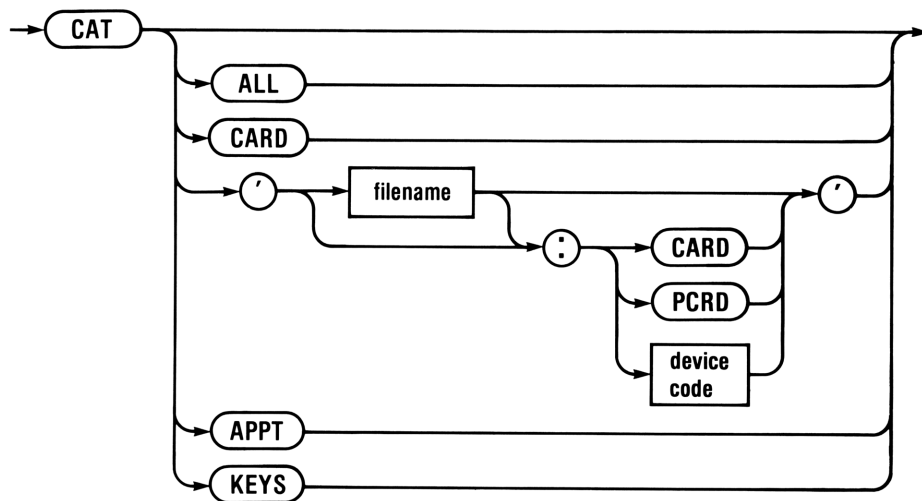 CAT
ALL
CARD
' filename '
: CARD
PCRD
device
code
APPT
KEYS